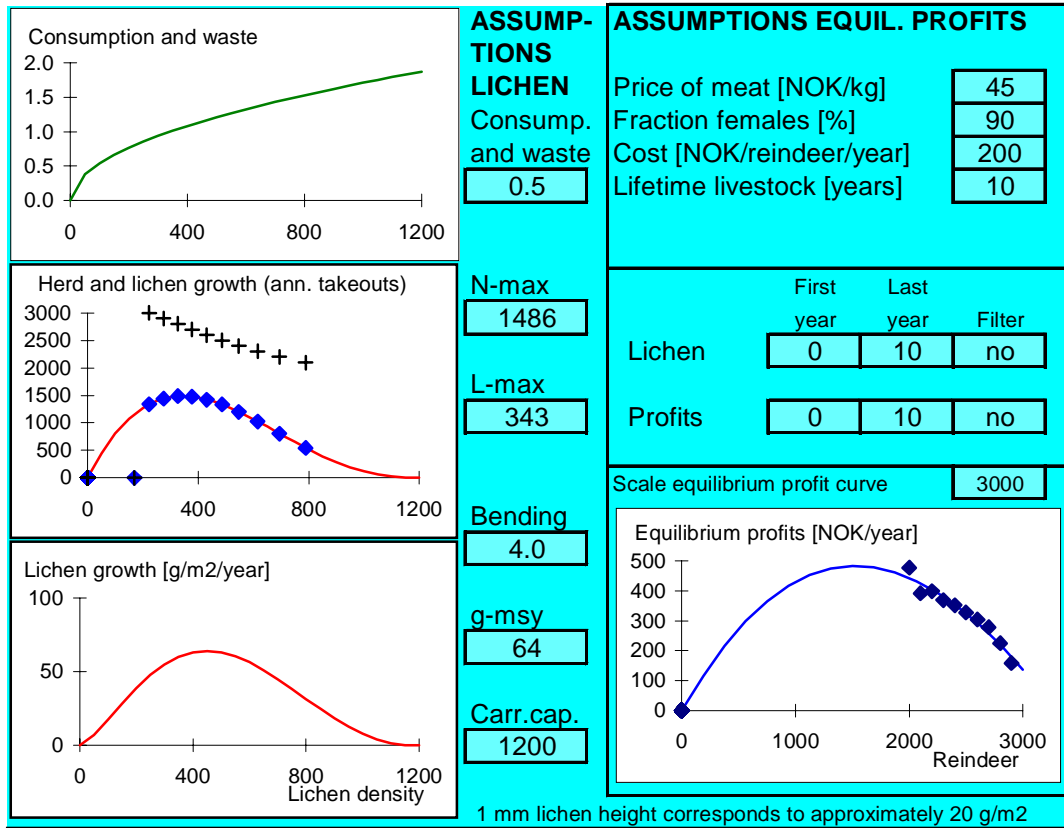 Consumption and waste
2.0
1.5
1.0
0.5
0.0
0 400 800 1200
Herd and lichen growth (ann. takeouts)
3000
2500
2000
1500
1000
500
0
0 400 800 1200
Lichen growth [g/m2/year]
100
50
0
0 400 800 1200
Lichen density
ASSUMP-
TIONS
LICHEN
Consump.
and waste
0.5
N-max
1486
L-max
343
Bending
4.0
g-msy
64
Carr.cap.
1200
ASSUMPTIONS EQUIL. PROFITS
Price of meat [NOK/kg] 45
Fraction females [%] 90
Cost [NOK/reindeer/year] 200
Lifetime livestock [years] 10
First Last
year year Filter
Lichen 0 10 no
Profits 0 10 no
Scale equilibrium profit curve 3000
Equilibrium profits [NOK/year]
500
400
300
200
100
0
0 1000 2000 3000
Reindeer
1 mm lichen height corresponds to approximately 20 g/m2